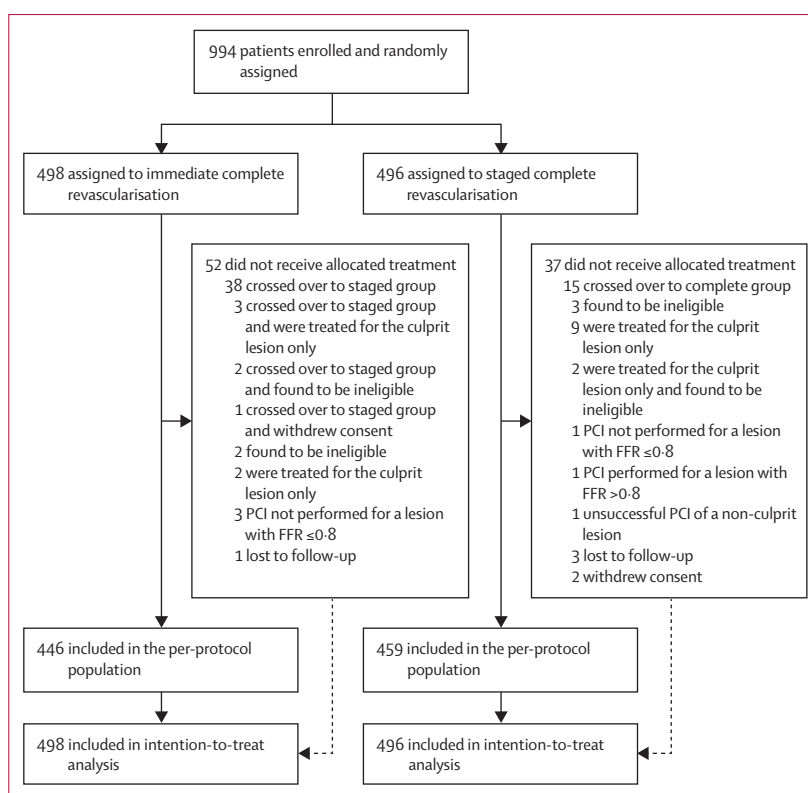 994 patients enrolled and randomly
assigned
498 assigned to immediate complete
revascularisation
496 assigned to staged complete
revascularisation
52 did not receive allocated treatment
38 crossed over to staged group
3 crossed over to staged group
and were treated for the culprit
lesion only
2 crossed over to staged group
and found to be ineligible
1 crossed over to staged group
and withdrew consent
2 found to be ineligible
2 were treated for the culprit
lesion only
3 PCI not performed for a lesion
with FFR ≤0·8
1 lost to follow-up
37 did not receive allocated treatment
15 crossed over to complete group
3 found to be ineligible
9 were treated for the culprit
lesion only
2 were treated for the culprit
lesion only and found to be
ineligible
1 PCI not performed for a lesion
with FFR ≤0·8
1 PCI performed for a lesion with
FFR >0·8
1 unsuccessful PCI of a non-culprit
lesion
3 lost to follow-up
2 withdrew consent
446 included in the per-protocol
population
459 included in the per-protocol
population
498 included in intention-to-treat
analysis
496 included in intention-to-treat
analysis